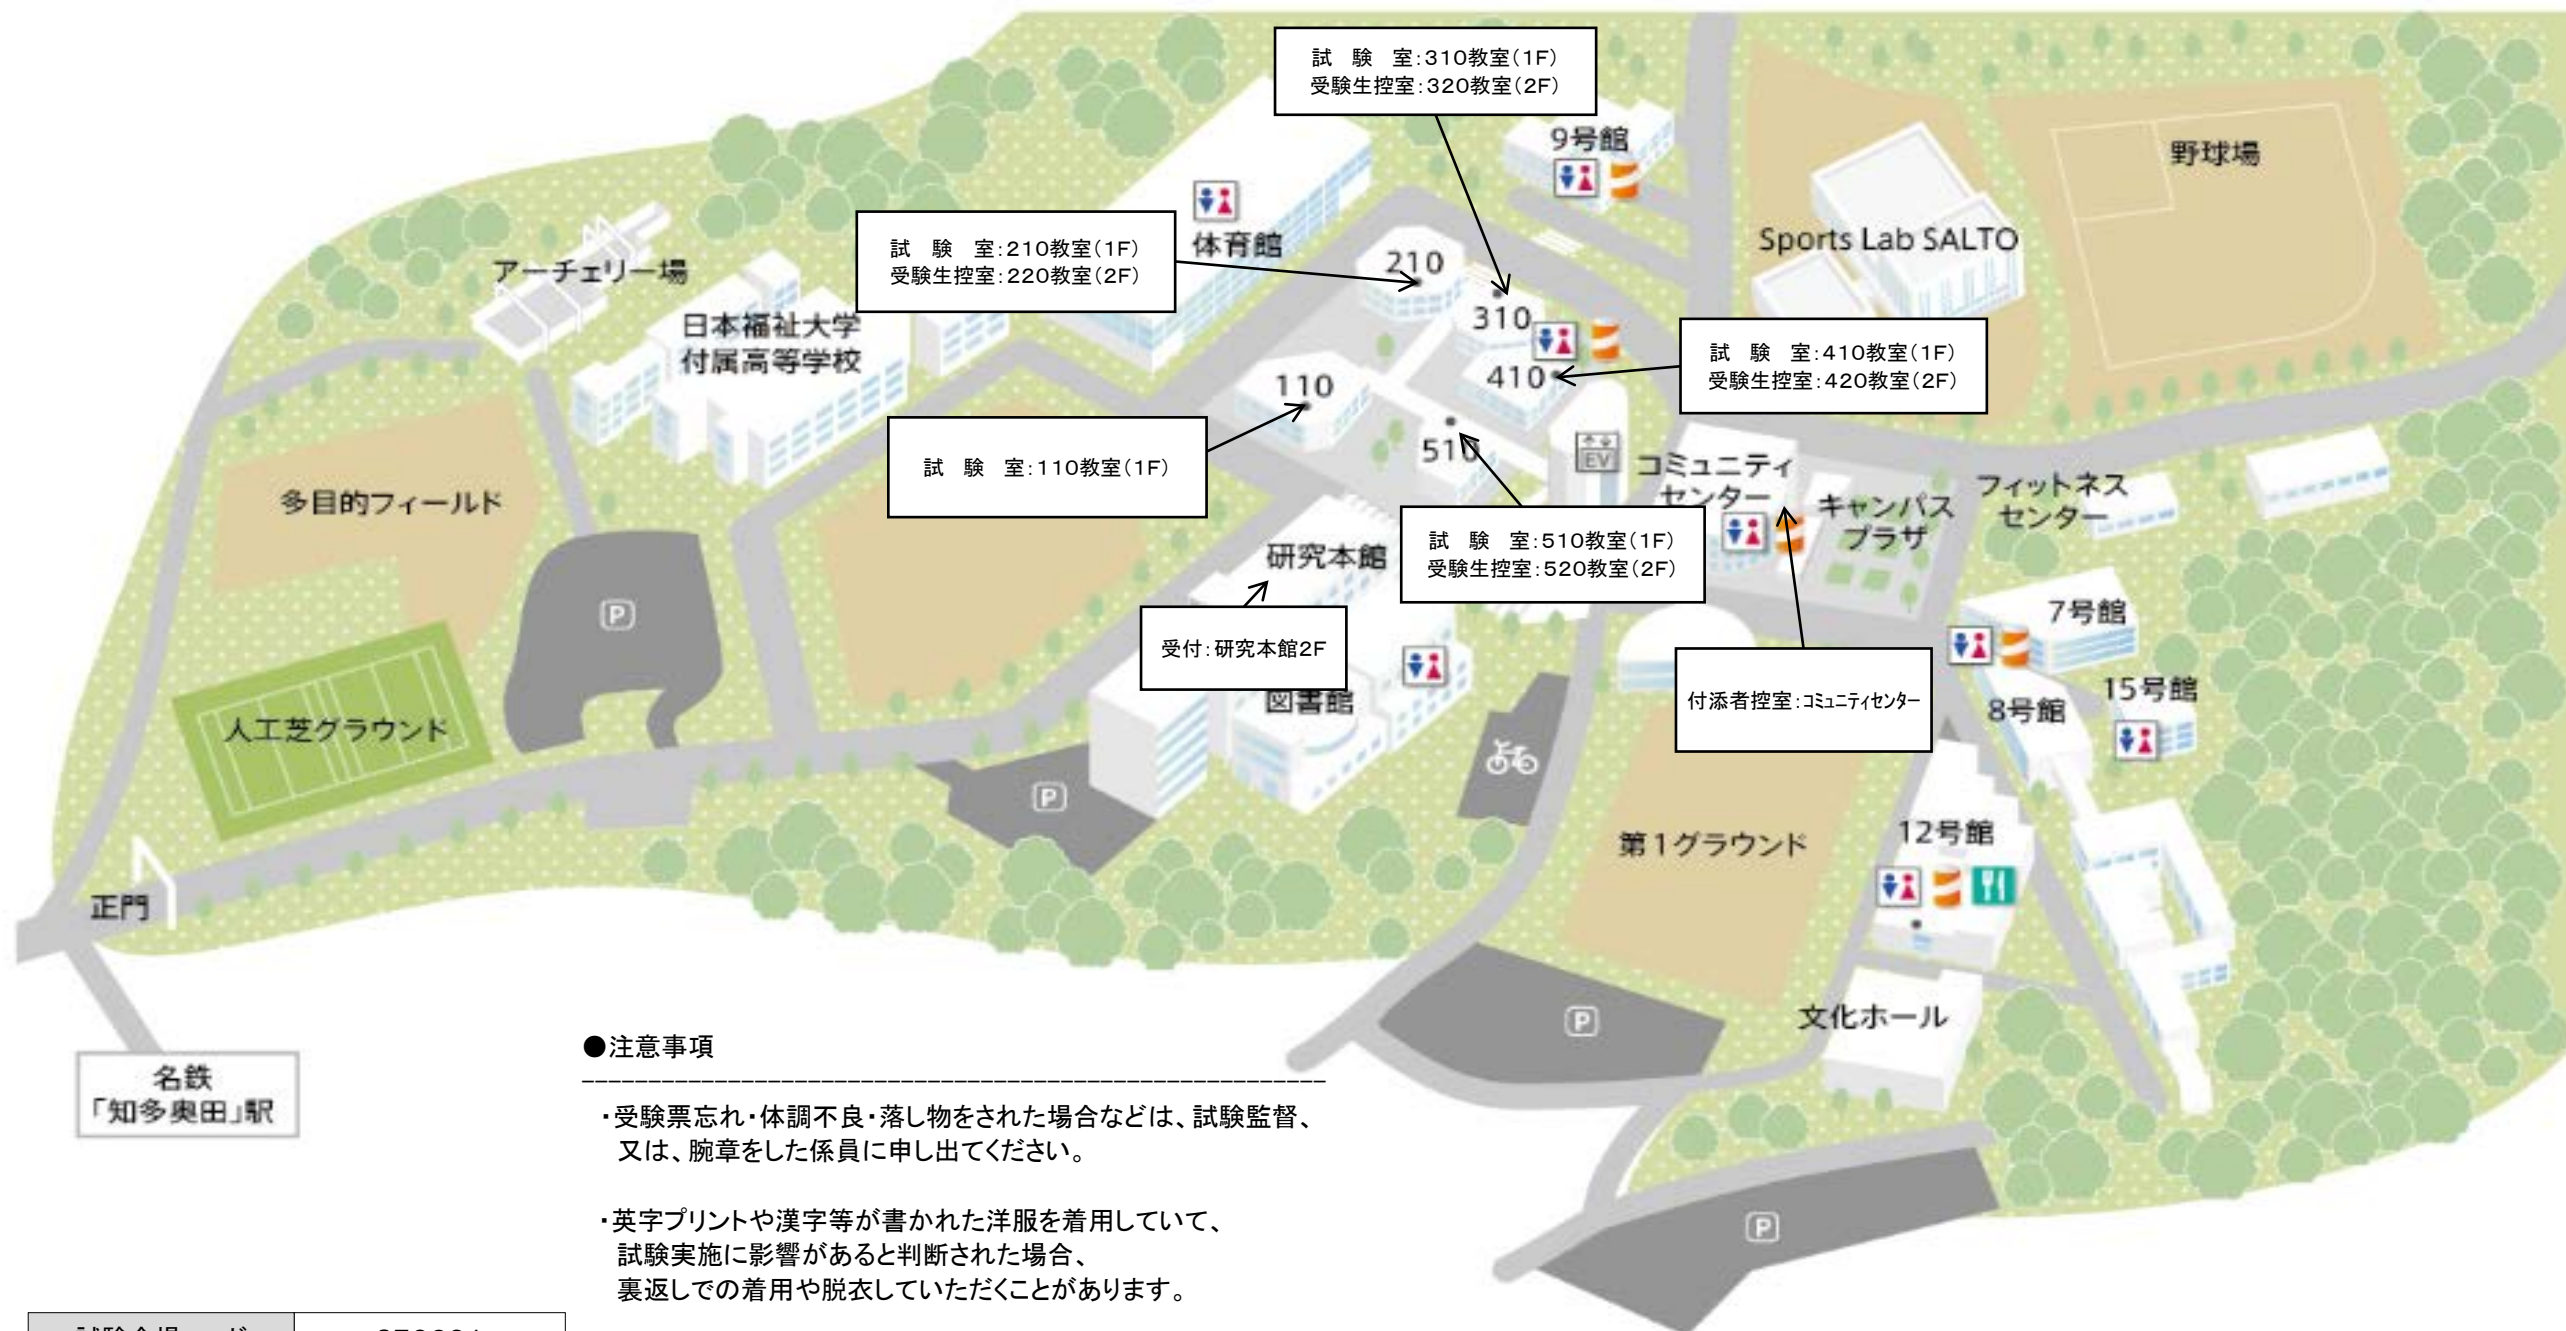 試　験　室：310教室（1F）
受験生控室：320教室（2F）
9号館
野球場
体育館
Sports Lab SALTO
試　験　室：210教室（1F）
受験生控室：220教室（2F）
210
アーチェリー場
日本福祉大学
付属高等学校
310
試　験　室：410教室（1F）
受験生控室：420教室（2F）
410
110
試　験　室：110教室（1F）
510
EV
コミュニティ
センター
キャンパス
プラザ
フィットネス
センター
多目的フィールド
試　験　室：510教室（1F）
受験生控室：520教室（2F）
研究本館
P
受付：研究本館2F
7号館
付添者控室：コミュニティセンター
図書館
15号館
8号館
人工芝グラウンド
P
第1グラウンド
12号館
正門
文化ホール
P
名鉄
「知多奥田」駅
●注意事項
・受験票忘れ・体調不良・落し物をされた場合などは、試験監督、
又は、腕章をした係員に申し出てください。
・英字プリントや漢字等が書かれた洋服を着用していて、
試験実施に影響があると判断された場合、
裏返しでの着用や脱衣していただくことがあります。
P